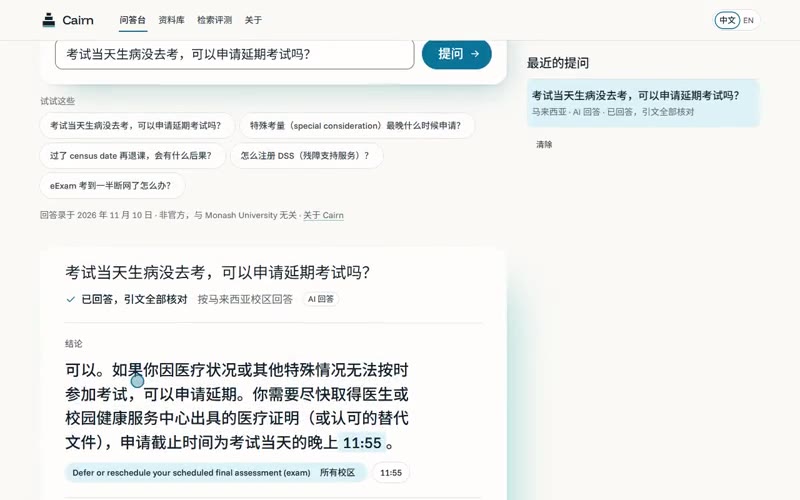 Cairn 问答台 资料库 检索评测 关于 中文 EN
考试当天生病没去考，可以申请延期考试吗？ 提问 →
试试这些
考试当天生病没去考，可以申请延期考试吗？ 特殊考量（special consideration）最晚什么时候申请？
过了 census date 再退课，会有什么后果？ 怎么注册 DSS（残障支持服务）？
eExam 考到一半断网了怎么办？
回答录于 2026 年 11 月 10 日 · 非官方，与 Monash University 无关 · 关于 Cairn
考试当天生病没去考，可以申请延期考试吗？
已回答，引文全部核对 按马来西亚校区回答 AI 回答
结论
可以。如果你因医疗状况或其他特殊情况无法按时
参加考试，可以申请延期。你需要尽快取得医生或
校园健康服务中心出具的医疗证明（或认可的替代
文件），申请截止时间为考试当天的晚上 11:55 。
Defer or reschedule your scheduled final assessment (exam) 所有校区 11:55
最近的提问
考试当天生病没去考，可以申请延期考试吗？
马来西亚 · AI 回答 · 已回答，引文全部核对
清除